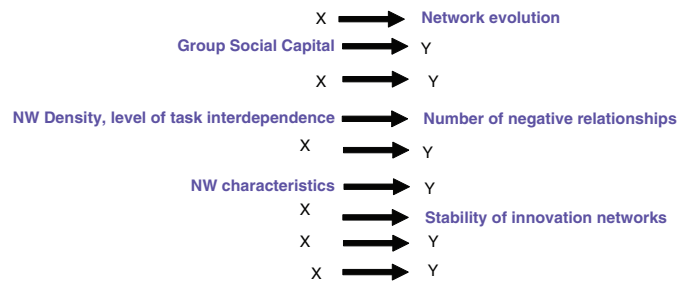 X Network evolution
Group Social Capital Y
X Y
NW Density, level of task interdependence Number of negative relationships
X Y
NW characteristics Y
X Stability of innovation networks
X Y
X Y